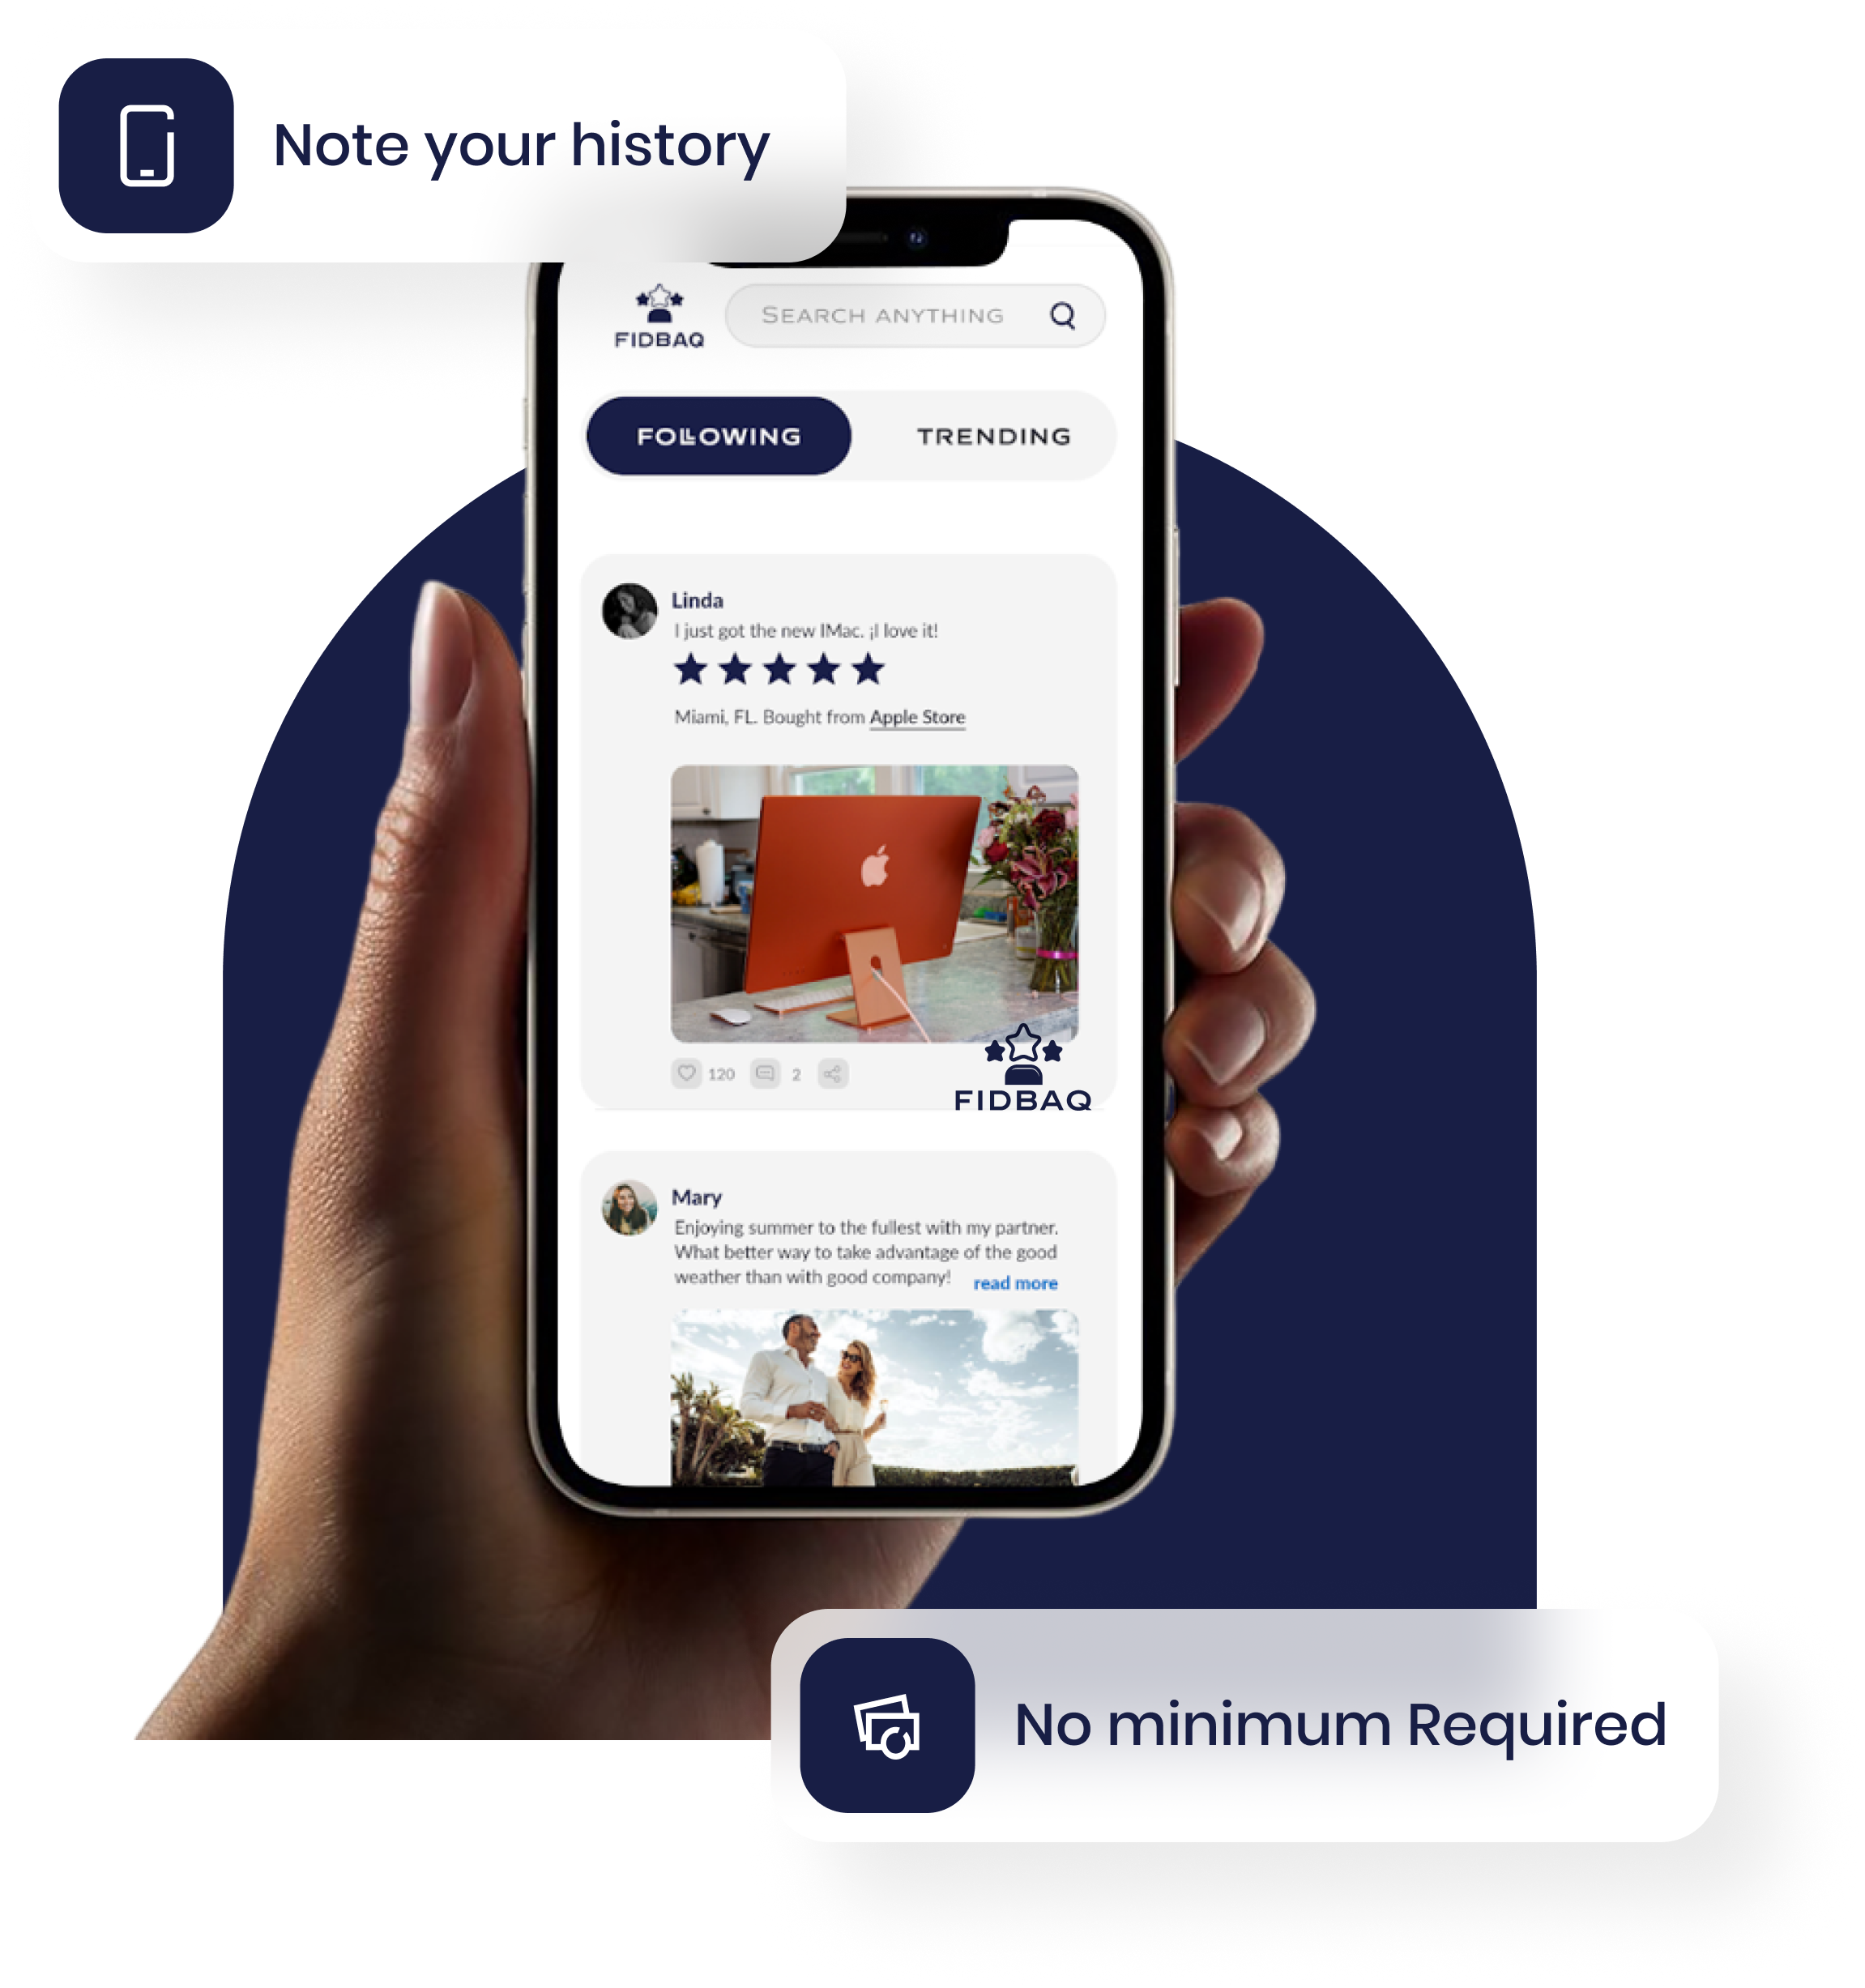 Note your history
FIDBAQ
SEARCH ANYTHING
FOLLOWING
TRENDING
Linda
I just got the new IMac. ¡I love it!
Miami, FL. Bought from Apple Store
120
2
FIDBAQ
Mary
Enjoying summer to the fullest with my partner.
What better way to take advantage of the good
weather than with good company!
read more
No minimum Required